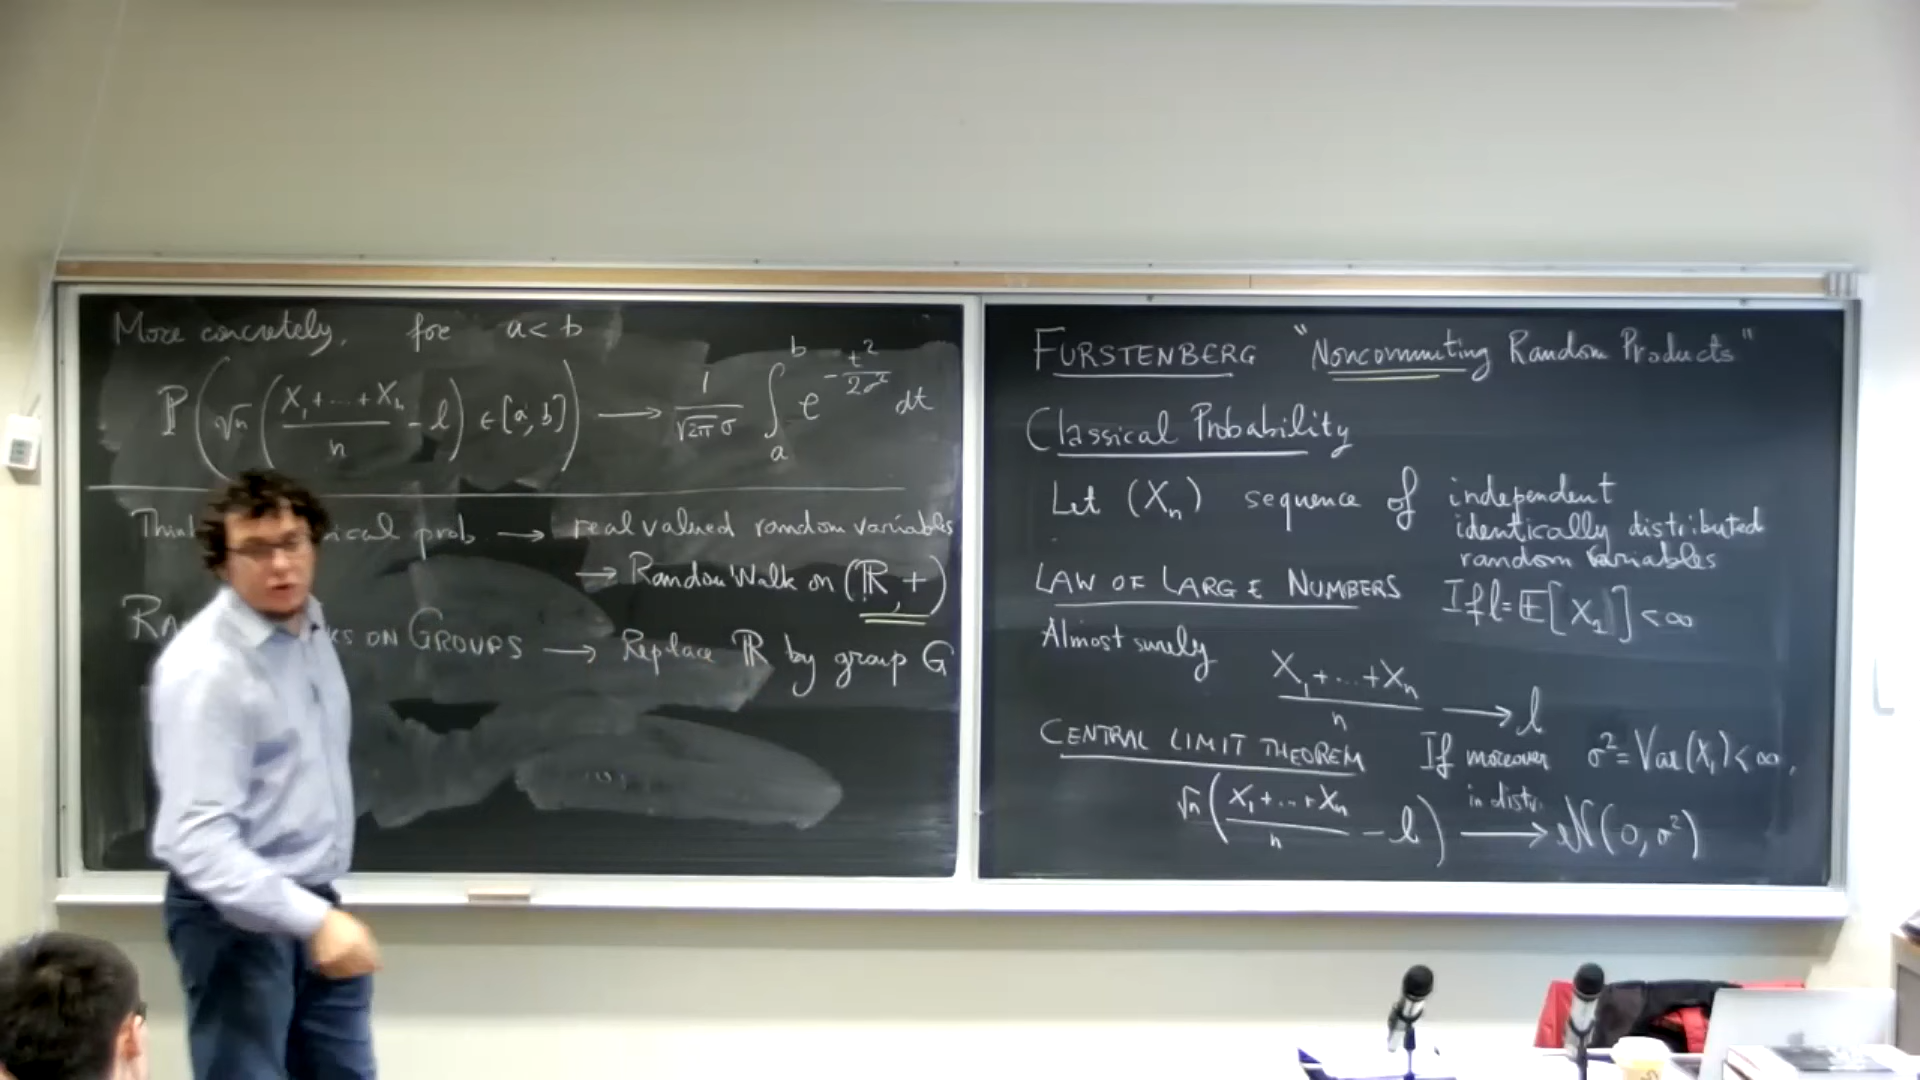 More concretely, for a < b
P(√n((X₁+...+Xₙ)/n - l) ∈ [a,b]) → 1/(√2π σ) ∫ₐᵇ e^(-t²/2σ²) dt
prob. → real valued random variables
→ Random Walk on (R,+)
ON GROUPS → Replace R by group G
FURSTENBERG "Noncommuting Random Products"
Classical Probability
Let (Xₙ) sequence of independent
identically distributed
random variables
LAW OF LARGE NUMBERS If l = E[X₁] < ∞
Almost surely (X₁+...+Xₙ)/n → l
CENTRAL LIMIT THEOREM If moreover σ² = Var(X₁) < ∞,
√n((X₁+...+Xₙ)/n - l) in distr. → N(0,σ²)